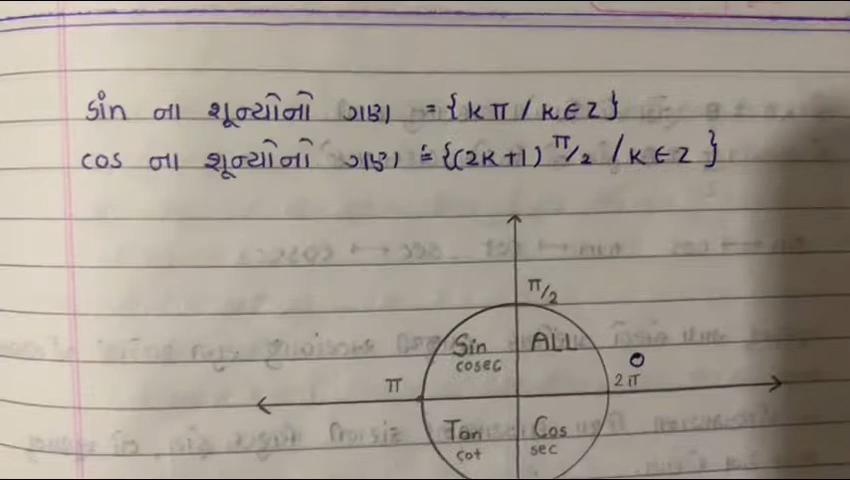 sin ના શૂન્યોનો ગણ = {kπ / k∈Z}
cos ના શૂન્યોનો ગણ = {(2k+1) π/2 / k∈Z}
π/2
Sin ALL
cosec
0
π 2π
Tan Cos
cot sec